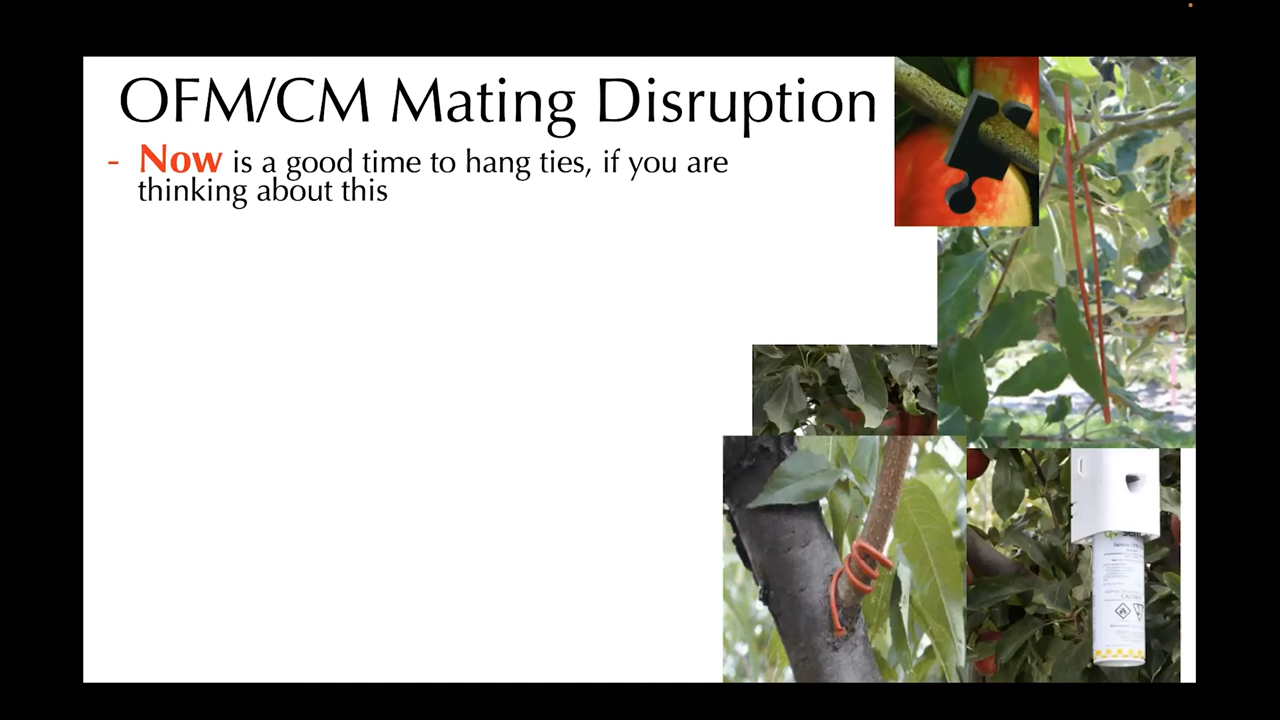 OFM/CM Mating Disruption
- Now is a good time to hang ties, if you are
thinking about this